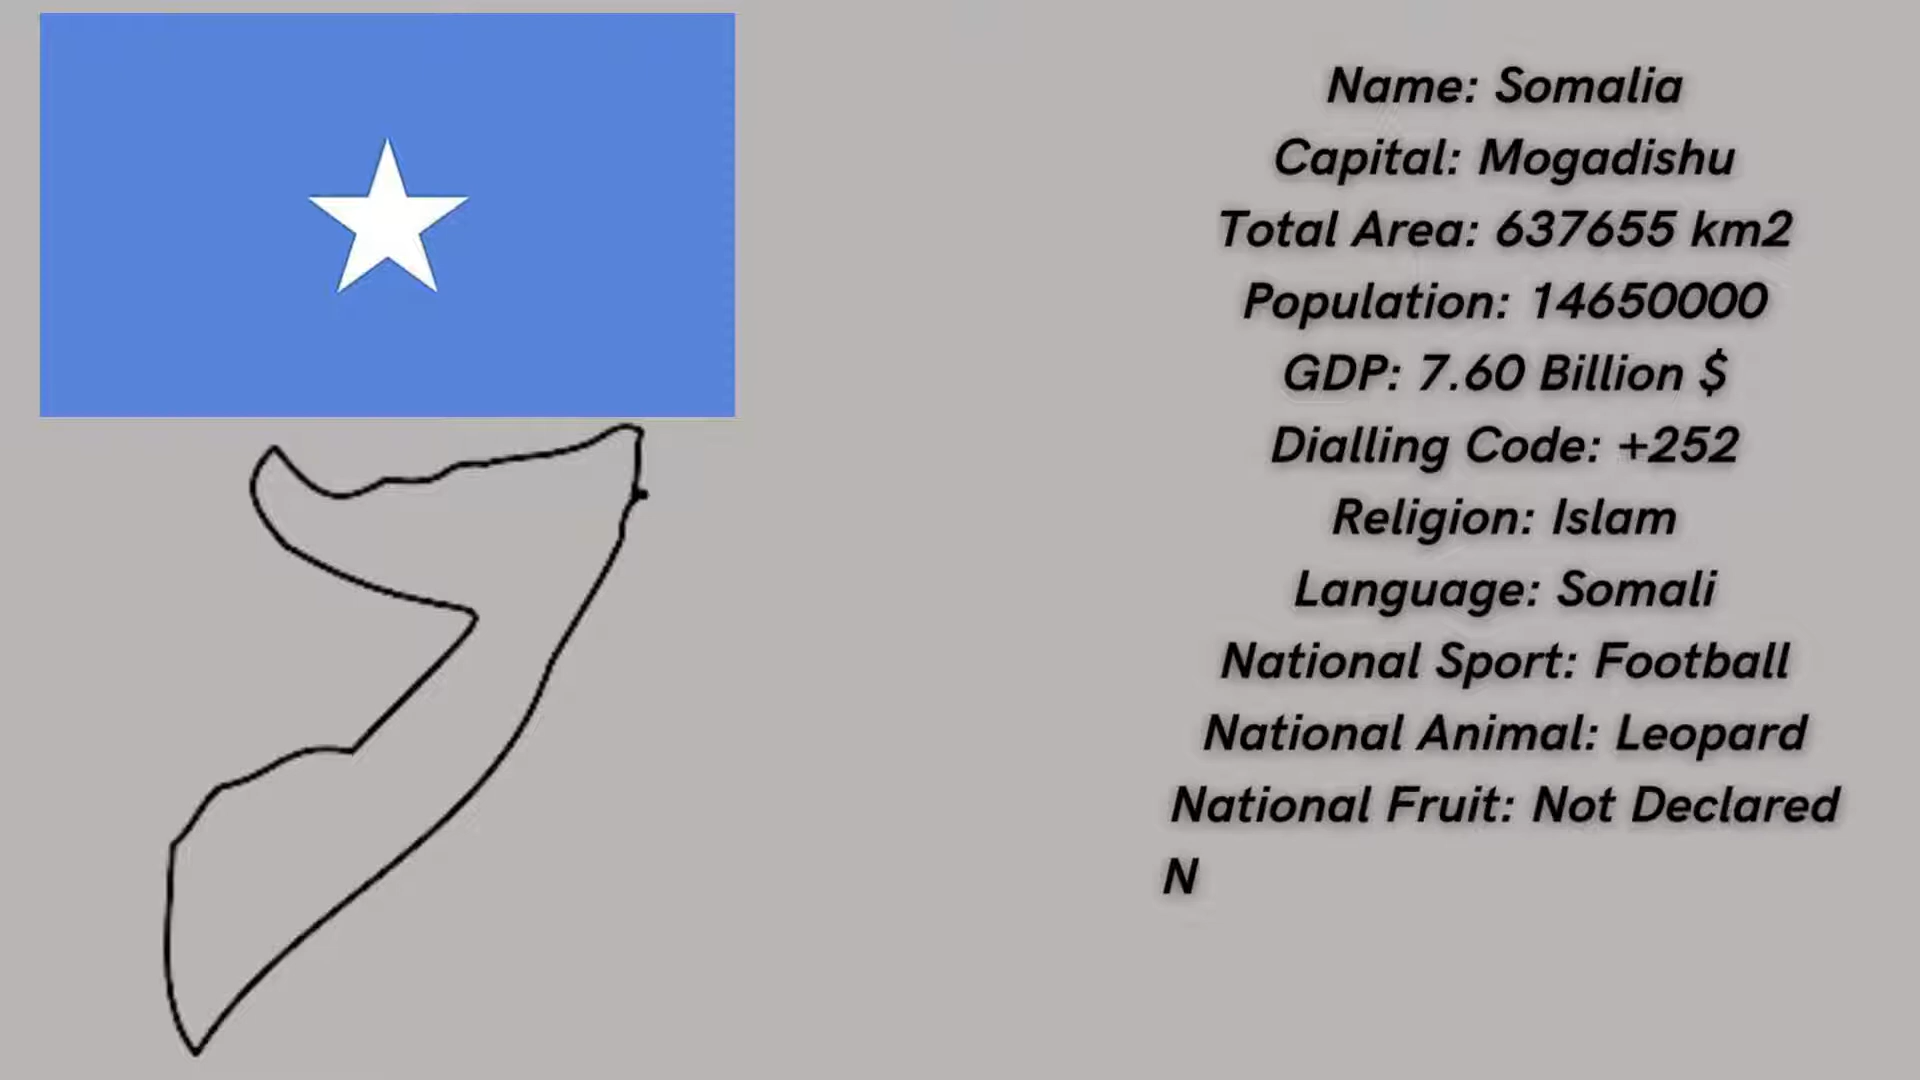 Name: Somalia
Capital: Mogadishu
Total Area: 637655 km2
Population: 14650000
GDP: 7.60 Billion $
Dialling Code: +252
Religion: Islam
Language: Somali
National Sport: Football
National Animal: Leopard
National Fruit: Not Declared
N